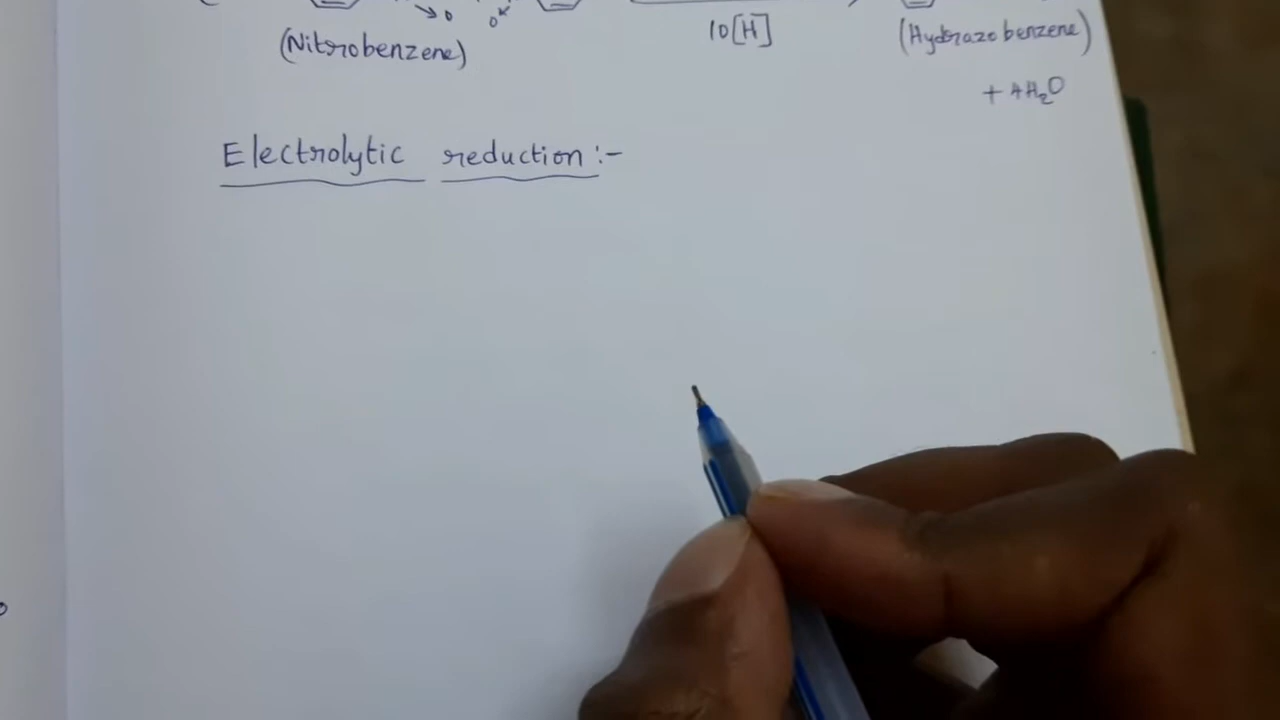 O O
10[H]
(Nitrobenzene) (Hydrazobenzene)
+ 4H₂O
Electrolytic reduction :-